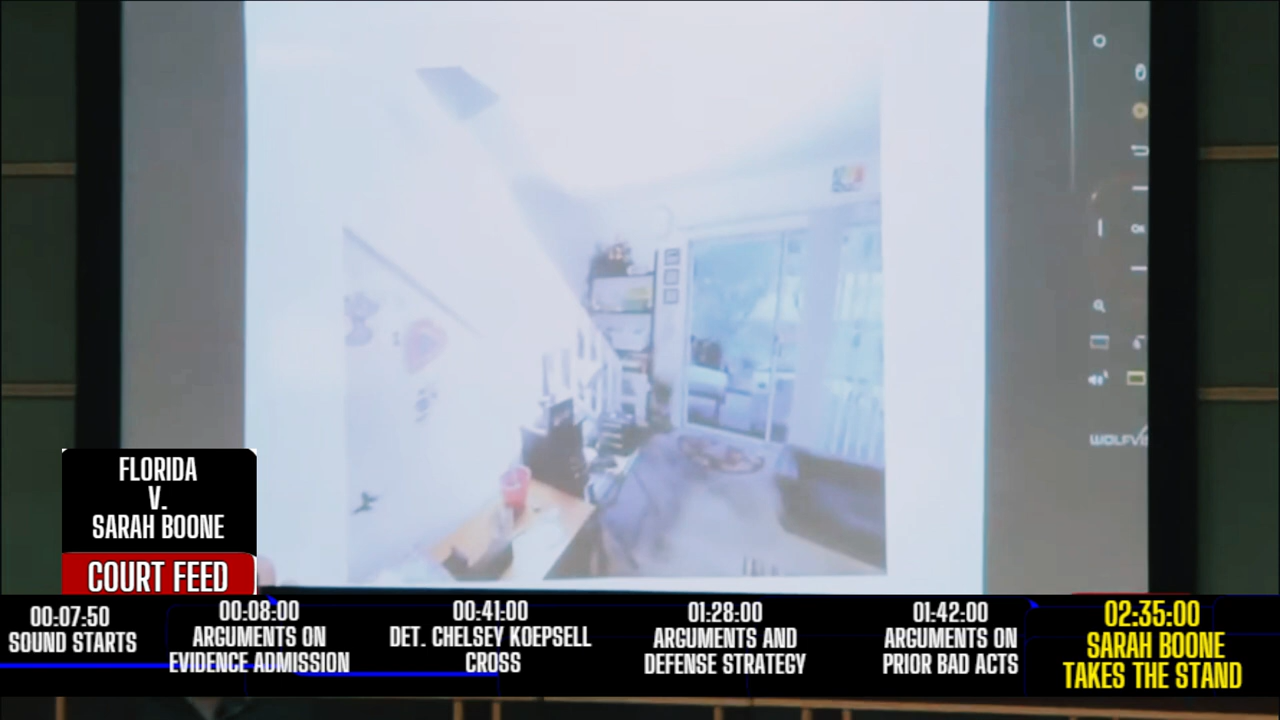 WOLFVI
FLORIDA
V.
SARAH BOONE
COURT FEED
00:07:50
SOUND STARTS
00:08:00
ARGUMENTS ON
EVIDENCE ADMISSION
00:41:00
DET. CHELSEY KOEPSELL
CROSS
01:28:00
ARGUMENTS AND
DEFENSE STRATEGY
01:42:00
ARGUMENTS ON
PRIOR BAD ACTS
02:35:00
SARAH BOONE
TAKES THE STAND